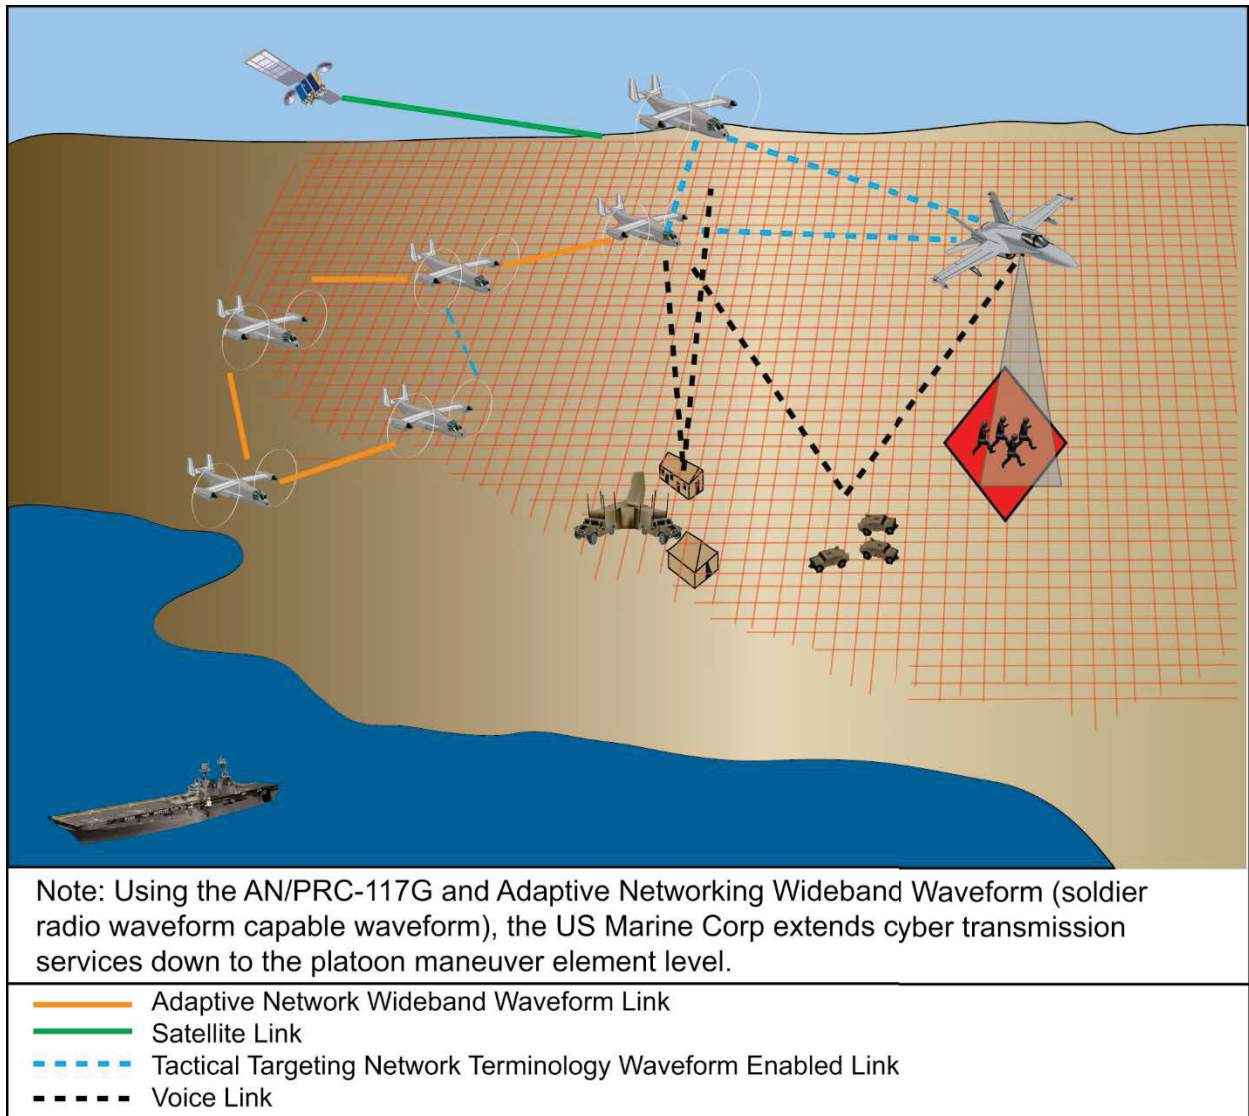 Note: Using the AN/PRC-117G and Adaptive Networking Wideband Waveform (soldier
radio waveform capable waveform), the US Marine Corp extends cyber transmission
services down to the platoon maneuver element level.
Adaptive Network Wideband Waveform Link
Satellite Link
Tactical Targeting Network Terminology Waveform Enabled Link
Voice Link